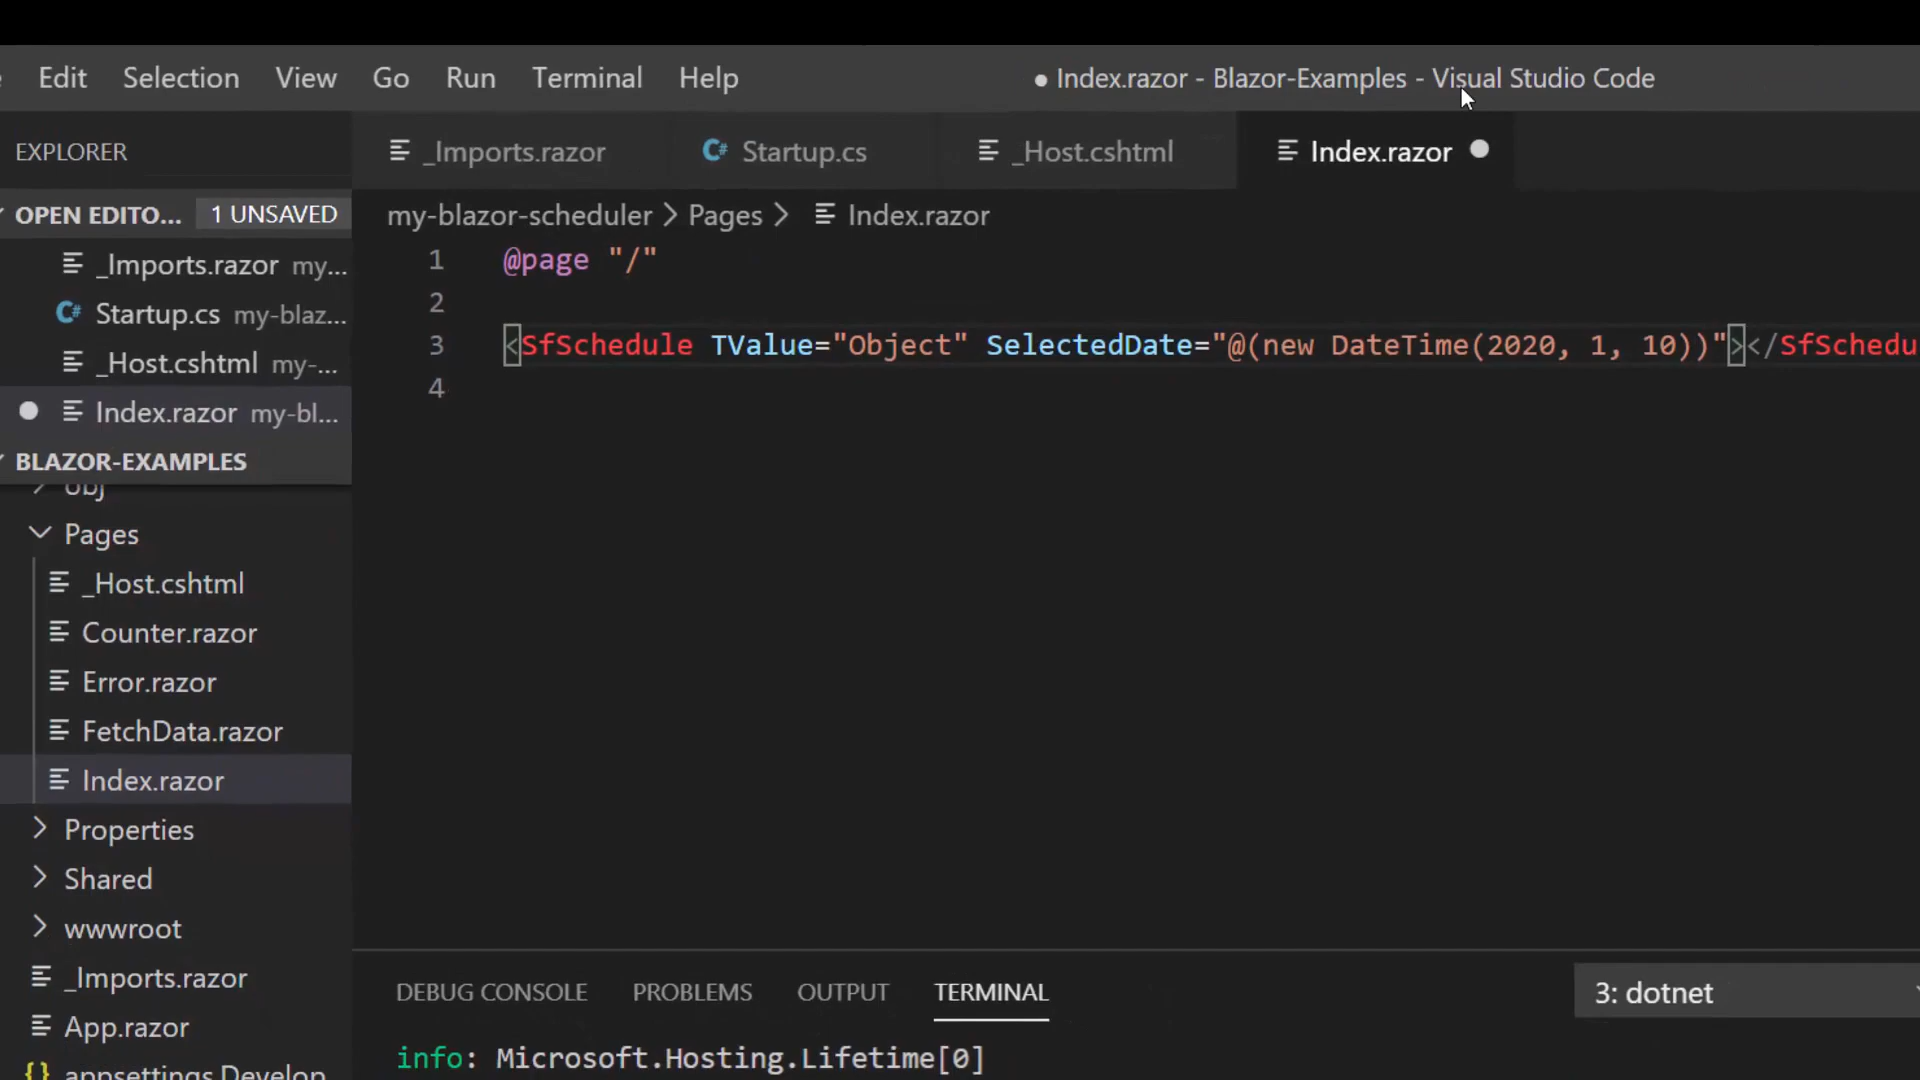 Edit Selection View Go Run Terminal Help ● Index.razor - Blazor-Examples - Visual Studio Code
EXPLORER
_Imports.razor Startup.cs _Host.cshtml Index.razor
OPEN EDITO... 1 UNSAVED
_Imports.razor my...
Startup.cs my-blaz...
_Host.cshtml my-...
Index.razor my-bl...
BLAZOR-EXAMPLES
obj
Pages
_Host.cshtml
Counter.razor
Error.razor
FetchData.razor
Index.razor
Properties
Shared
wwwroot
_Imports.razor
App.razor
appsettings.Develop
my-blazor-scheduler > Pages > Index.razor
1 @page "/"
2
3 <SfSchedule TValue="Object" SelectedDate="@(new DateTime(2020, 1, 10))"></SfSchedu
4
DEBUG CONSOLE PROBLEMS OUTPUT TERMINAL 3: dotnet
info: Microsoft.Hosting.Lifetime[0]